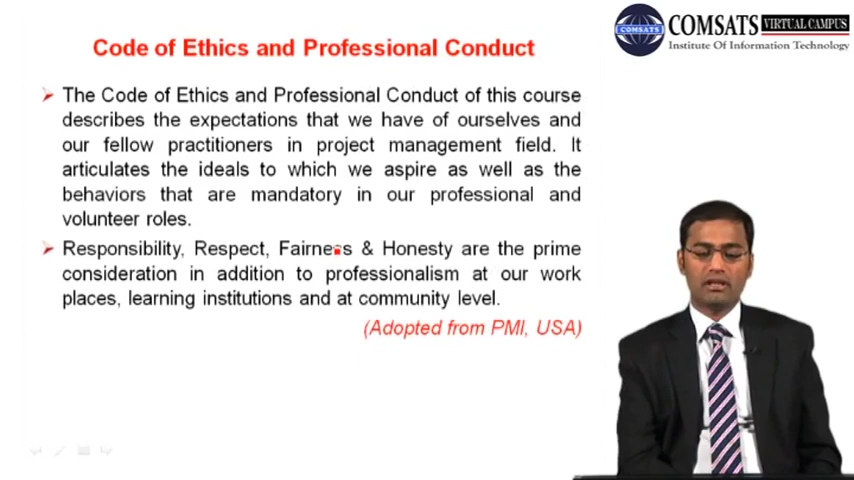 COMSATS VIRTUAL CAMPUS
COMSATS
Institute Of Information Technology
Code of Ethics and Professional Conduct
The Code of Ethics and Professional Conduct of this course
describes the expectations that we have of ourselves and
our fellow practitioners in project management field. It
articulates the ideals to which we aspire as well as the
behaviors that are mandatory in our professional and
volunteer roles.
Responsibility, Respect, Fairness & Honesty are the prime
consideration in addition to professionalism at our work
places, learning institutions and at community level.
(Adopted from PMI, USA)